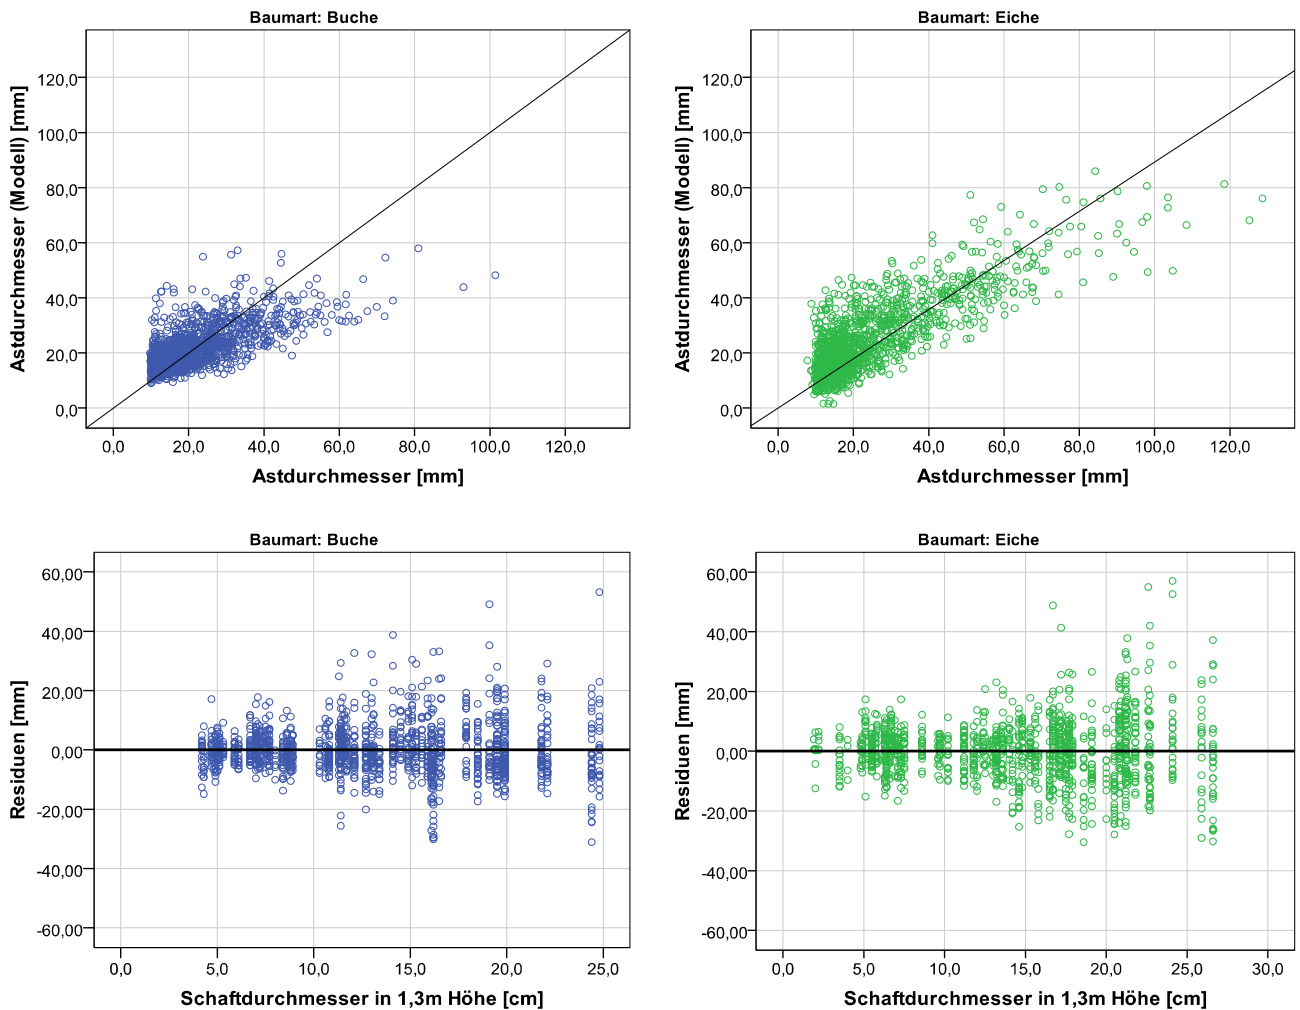 Baumart: Buche
Astdurchmesser (Modell) [mm]
120,0
100,0
80,0
60,0
40,0
20,0
0,0
0,0 20,0 40,0 60,0 80,0 100,0 120,0
Astdurchmesser [mm]
Baumart: Eiche
Astdurchmesser (Modell) [mm]
120,0
100,0
80,0
60,0
40,0
20,0
0,0
0,0 20,0 40,0 60,0 80,0 100,0 120,0
Astdurchmesser [mm]
Baumart: Buche
Residuen [mm]
60,00
40,00
20,00
0,00
-20,00
-40,00
-60,00
0,0 5,0 10,0 15,0 20,0 25,0
Schaftdurchmesser in 1,3m Höhe [cm]
Baumart: Eiche
Residuen [mm]
60,00
40,00
20,00
0,00
-20,00
-40,00
-60,00
0,0 5,0 10,0 15,0 20,0 25,0 30,0
Schaftdurchmesser in 1,3m Höhe [cm]